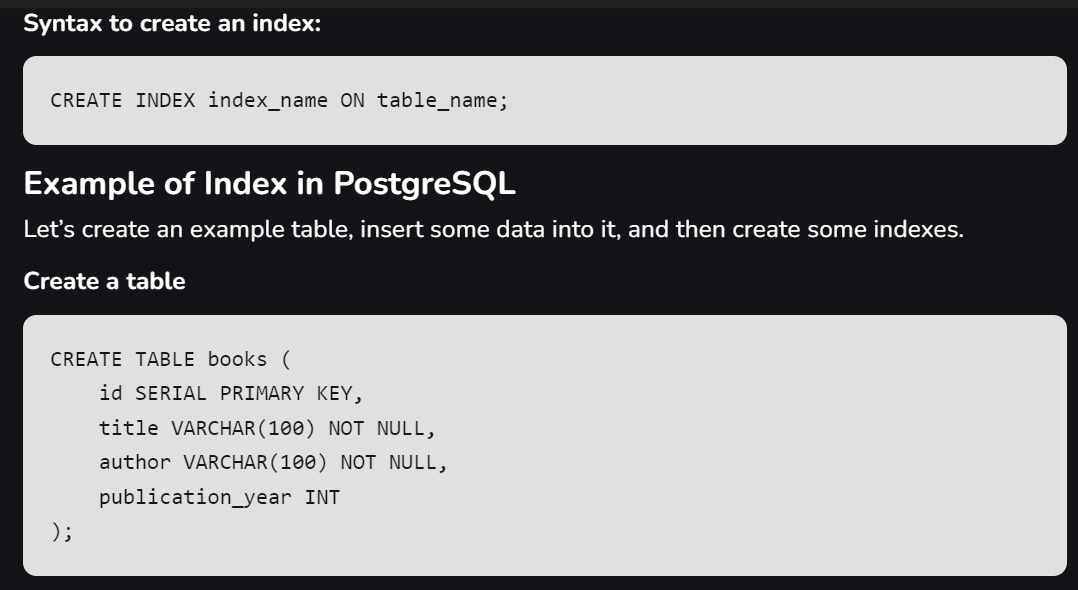 Syntax to create an index:
CREATE INDEX index_name ON table_name;
Example of Index in PostgreSQL
Let’s create an example table, insert some data into it, and then create some indexes.
Create a table
CREATE TABLE books (
    id SERIAL PRIMARY KEY,
    title VARCHAR(100) NOT NULL,
    author VARCHAR(100) NOT NULL,
    publication_year INT
);